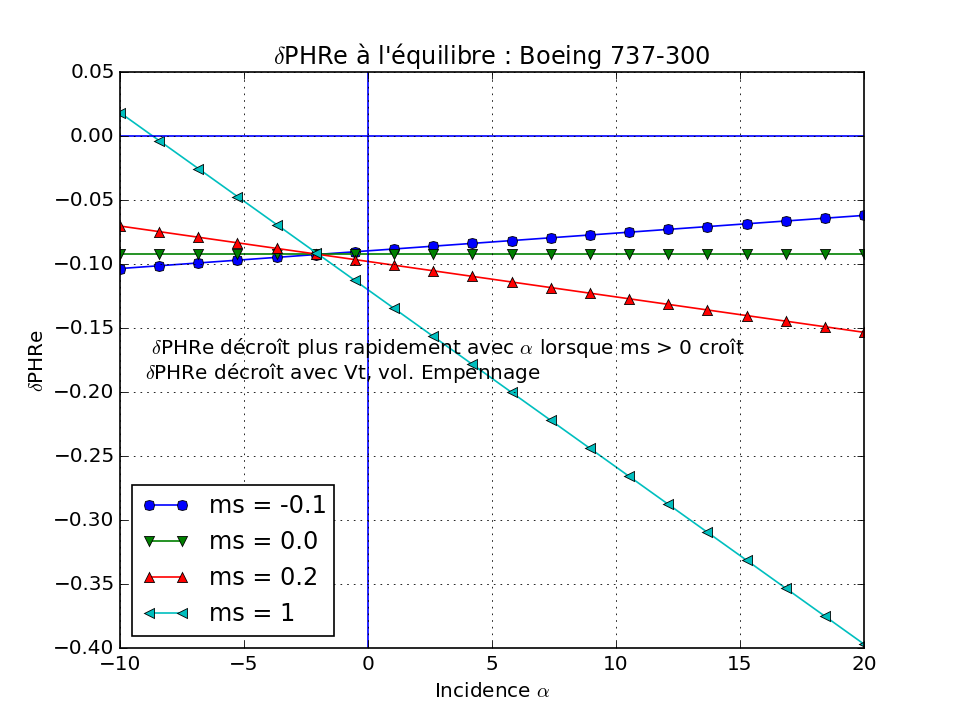 δPHRe à l'équilibre : Boeing 737-300
0.05
0.00
−0.05
−0.10
−0.15
−0.20
−0.25
−0.30
−0.35
−0.40
δPHRe
δPHRe décroît plus rapidement avec α lorsque ms > 0 croît
δPHRe décroît avec Vt, vol. Empennage
ms = -0.1
ms = 0.0
ms = 0.2
ms = 1
−10 −5 0 5 10 15 20
Incidence α